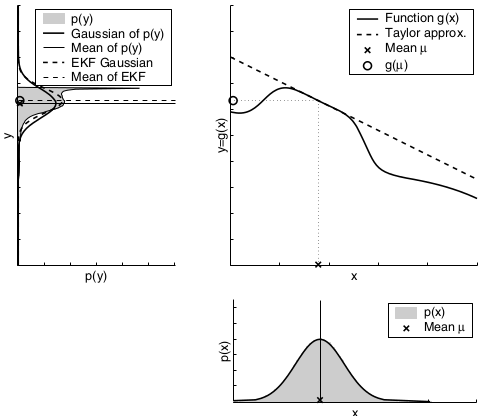 p(y)
Gaussian of p(y)
Mean of p(y)
EKF Gaussian
Mean of EKF
y
p(y)
Function g(x)
Taylor approx.
Mean μ
g(μ)
y=g(x)
x
p(x)
Mean μ
p(x)
x